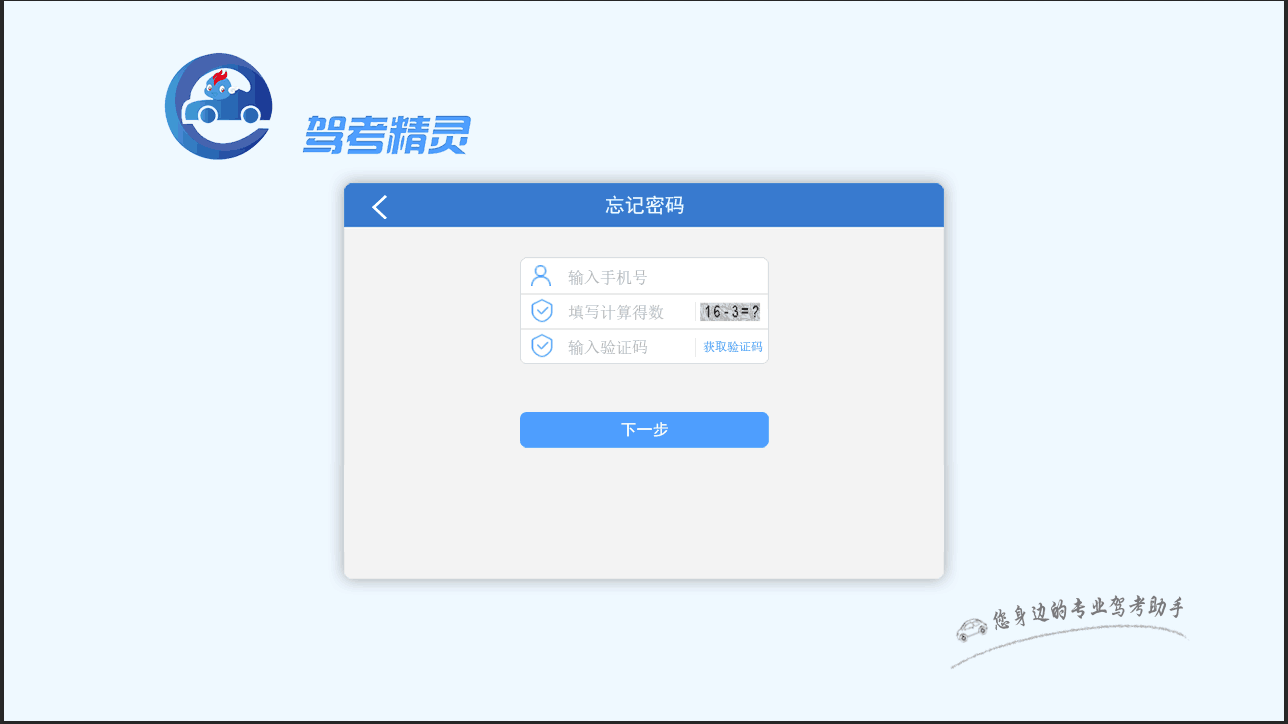 驾考精灵
忘记密码
输入手机号
填写计算得数 16-3=?
输入验证码 获取验证码
下一步
您身边的专业驾考助手